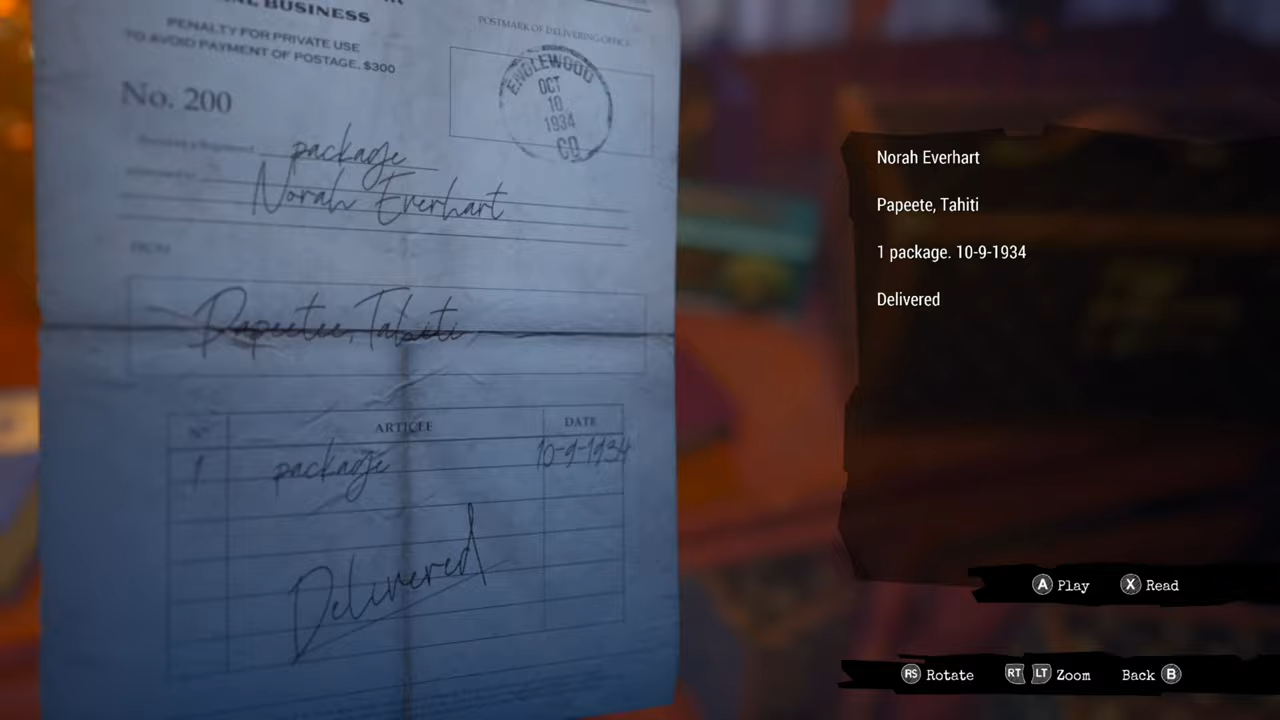 BUSINESS
PENALTY FOR PRIVATE USE
TO AVOID PAYMENT OF POSTAGE, $300
POSTMARK OF DELIVERING OFFICE
ENGLEWOOD
OCT
10
1934
CO
No. 200
package
Norah Everhart
FROM
Papeetee, Tahiti
Nº ARTICLE DATE
1 package 10-9-1934
Delivered
Norah Everhart
Papeete, Tahiti
1 package. 10-9-1934
Delivered
A Play X Read
RS Rotate RT LT Zoom Back B